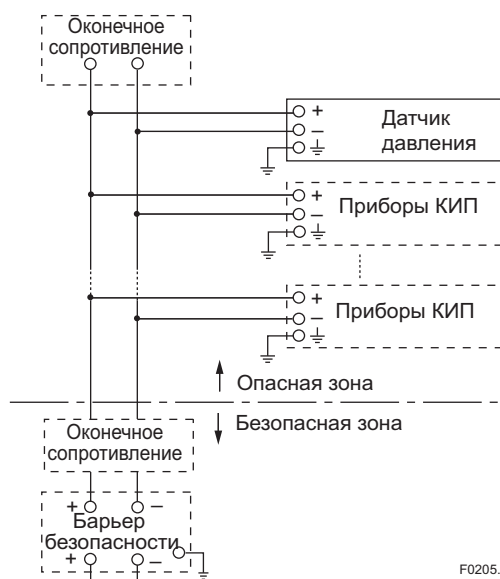 Оконечное
сопротивление
+
−
Датчик
давления
+
−
Приборы КИП
+
−
Приборы КИП
Опасная зона
Безопасная зона
Оконечное
сопротивление
+ −
Барьер
безопасности
+ −
F0205.